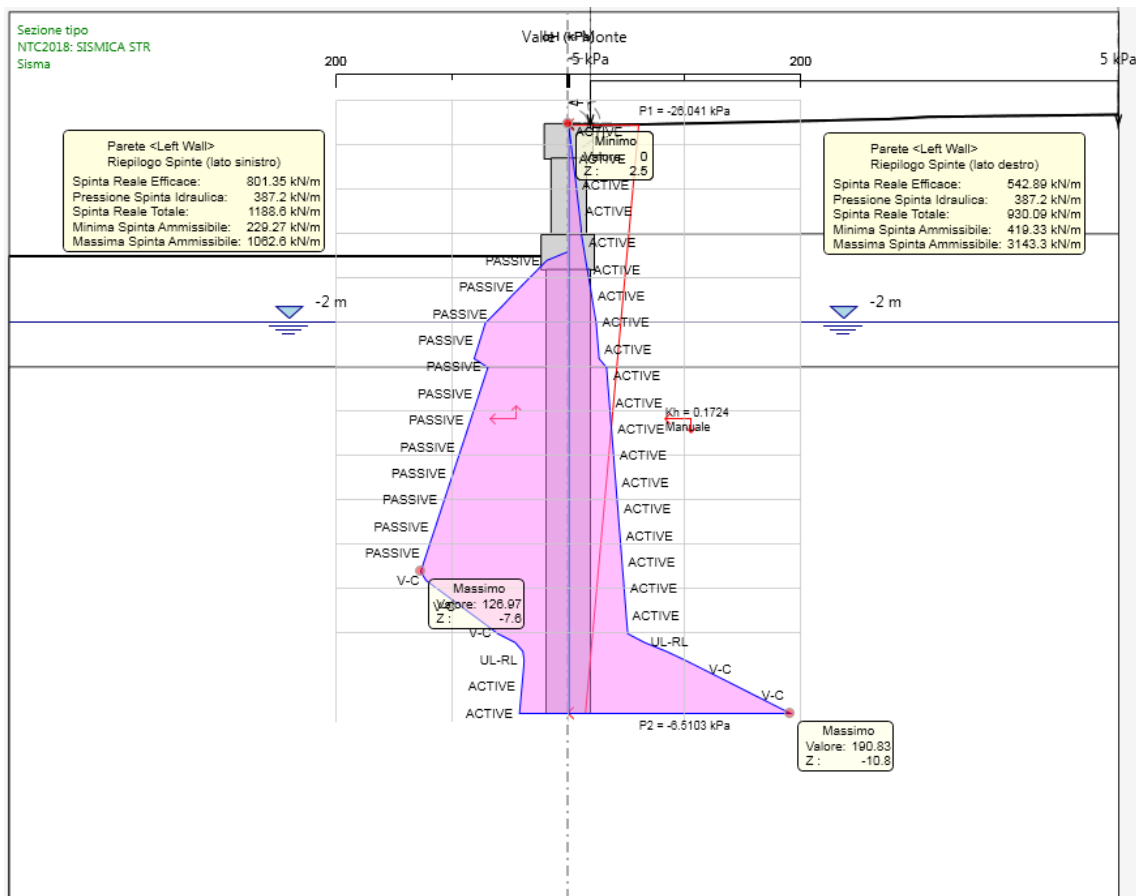 Sezione tipo
NTC2018: SISMICA STR
Sisma
Valle
Monte
σH (kPa)
200
5 kPa
200
5 kPa
P1 = -26.041 kPa
Parete <Left Wall>
Riepilogo Spinte (lato sinistro)
Spinta Reale Efficace: 801.35 kN/m
Pressione Spinta Idraulica: 387.2 kN/m
Spinta Reale Totale: 1188.6 kN/m
Minima Spinta Ammissibile: 229.27 kN/m
Massima Spinta Ammissibile: 1062.6 kN/m
Minimo
Valore: 0
Z : 2.5
Parete <Left Wall>
Riepilogo Spinte (lato destro)
Spinta Reale Efficace: 542.89 kN/m
Pressione Spinta Idraulica: 387.2 kN/m
Spinta Reale Totale: 930.09 kN/m
Minima Spinta Ammissibile: 419.33 kN/m
Massima Spinta Ammissibile: 3143.3 kN/m
ACTIVE
ACTIVE
ACTIVE
ACTIVE
ACTIVE
PASSIVE
ACTIVE
PASSIVE
ACTIVE
-2 m
-2 m
PASSIVE
ACTIVE
PASSIVE
ACTIVE
PASSIVE
ACTIVE
PASSIVE
ACTIVE
PASSIVE
Kh = 0.1724
Manuale
ACTIVE
PASSIVE
ACTIVE
PASSIVE
ACTIVE
PASSIVE
ACTIVE
PASSIVE
ACTIVE
PASSIVE
ACTIVE
V-C
ACTIVE
Massimo
Valore: 126.97
Z : -7.6
V-C
ACTIVE
V-C
UL-RL
UL-RL
V-C
ACTIVE
V-C
ACTIVE
P2 = -6.5103 kPa
Massimo
Valore: 190.83
Z : -10.8